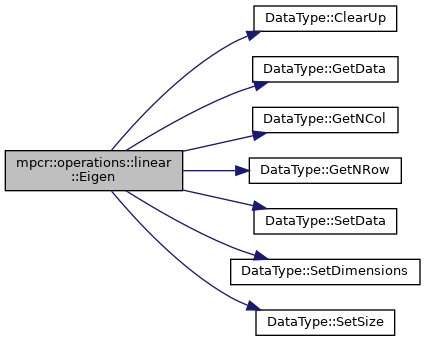 mpcr::operations::linear
::Eigen
DataType::ClearUp
DataType::GetData
DataType::GetNCol
DataType::GetNRow
DataType::SetData
DataType::SetDimensions
DataType::SetSize